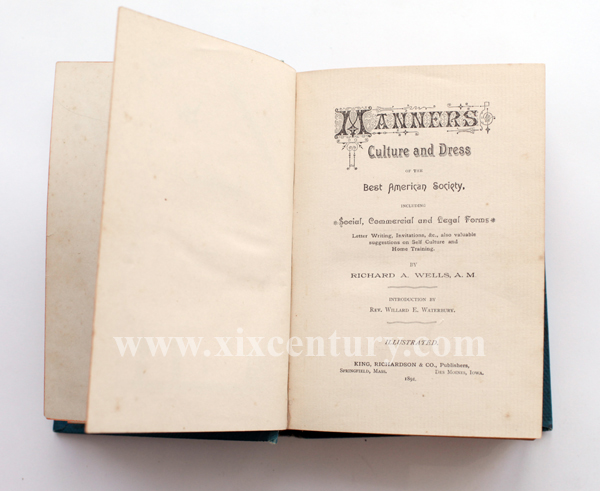 MANNERS
Culture and Dress
OF THE
Best American Society,
INCLUDING
Social, Commercial and Legal Forms
Letter Writing, Invitations, &c., also valuable
suggestions on Self Culture and
Home Training.
BY
RICHARD A. WELLS, A. M
INTRODUCTION BY
REV. WILLARD E. WATERBURY.
ILLUSTRATED.
www.xixcentury.com
KING, RICHARDSON & CO., Publishers,
SPRINGFIELD, MASS. DES MOINES, IOWA.
1892.